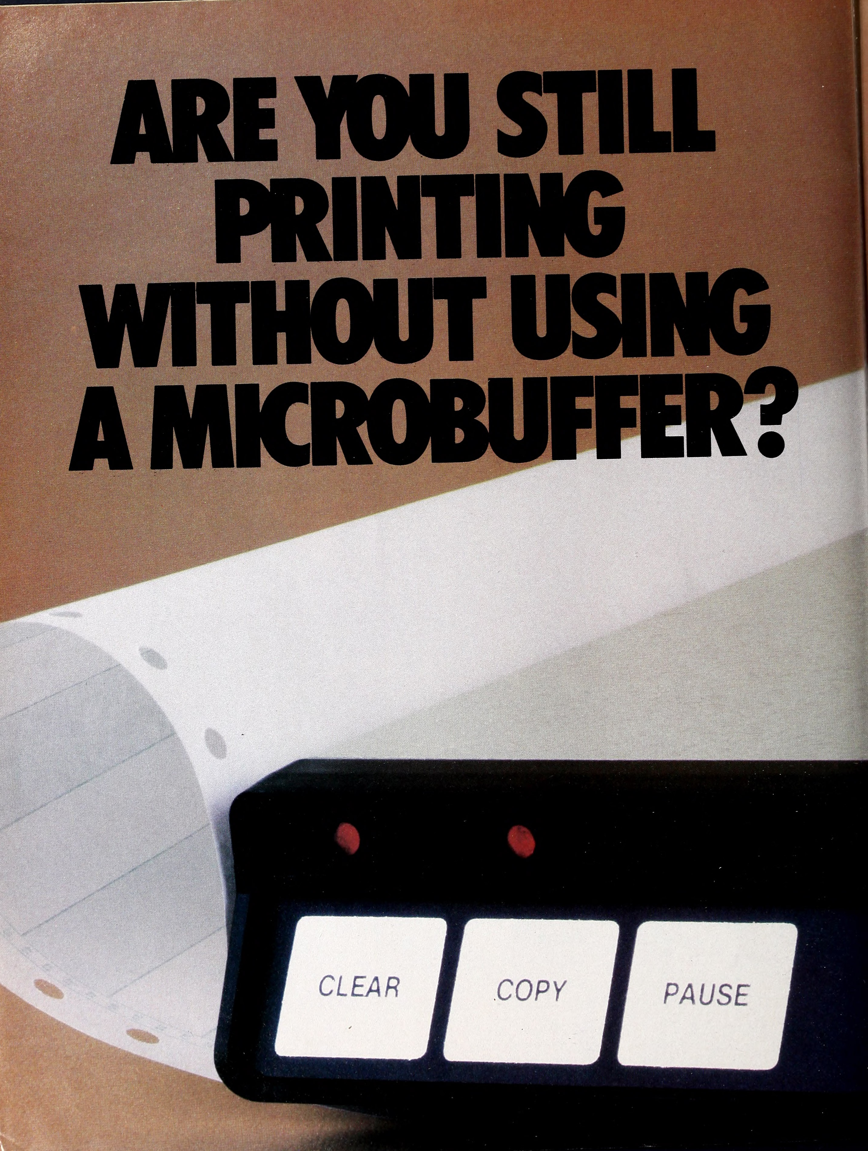 ARE YOU STILL
PRINTING
WITHOUT USING
A MICROBUFFER?
CLEAR
COPY
PAUSE